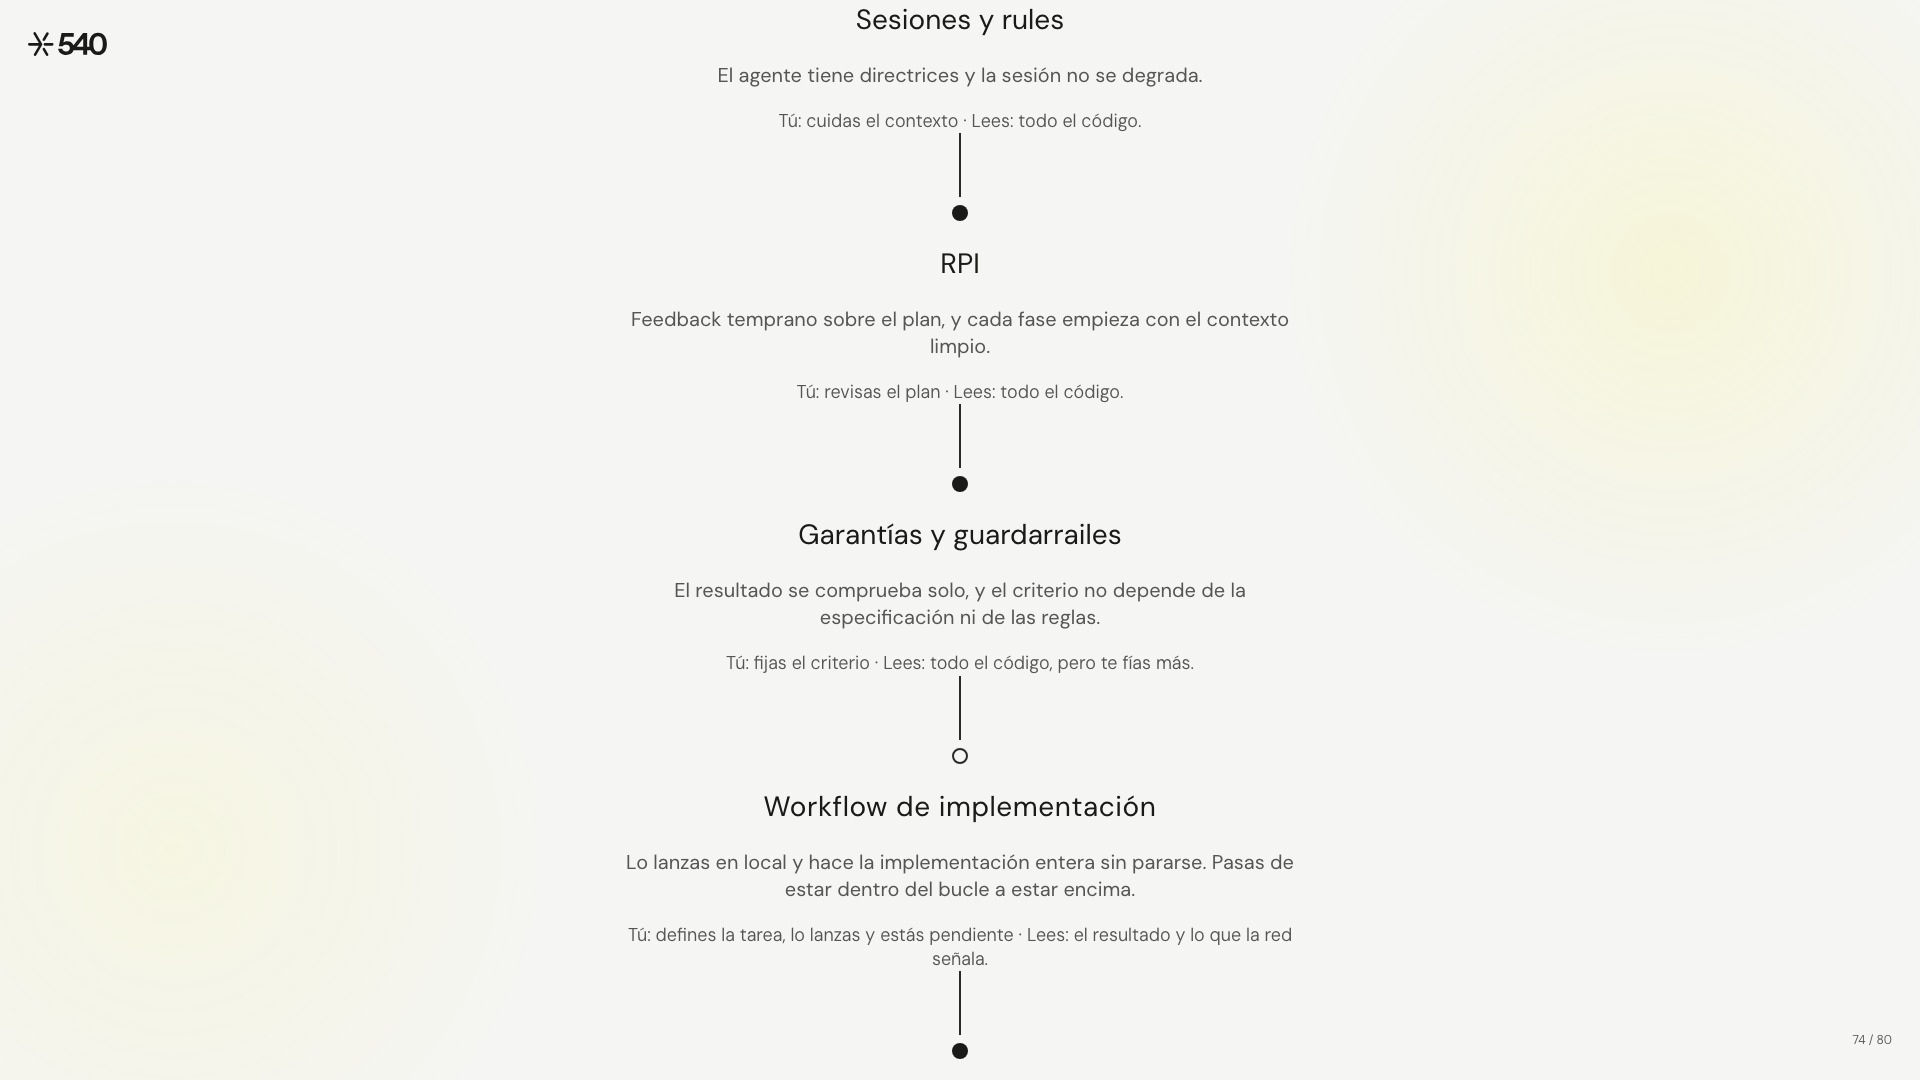 Sesiones y rules
540
El agente tiene directrices y la sesión no se degrada.
Tú: cuidas el contexto · Lees: todo el código.
RPI
Feedback temprano sobre el plan, y cada fase empieza con el contexto
limpio.
Tú: revisas el plan · Lees: todo el código.
Garantías y guardarraíles
El resultado se comprueba solo, y el criterio no depende de la
especificación ni de las reglas.
Tú: fijas el criterio · Lees: todo el código, pero te fías más.
Workflow de implementación
Lo lanzas en local y hace la implementación entera sin pararse. Pasas de
estar dentro del bucle a estar encima.
Tú: defines la tarea, lo lanzas y estás pendiente · Lees: el resultado y lo que la red
señala.
74 / 80